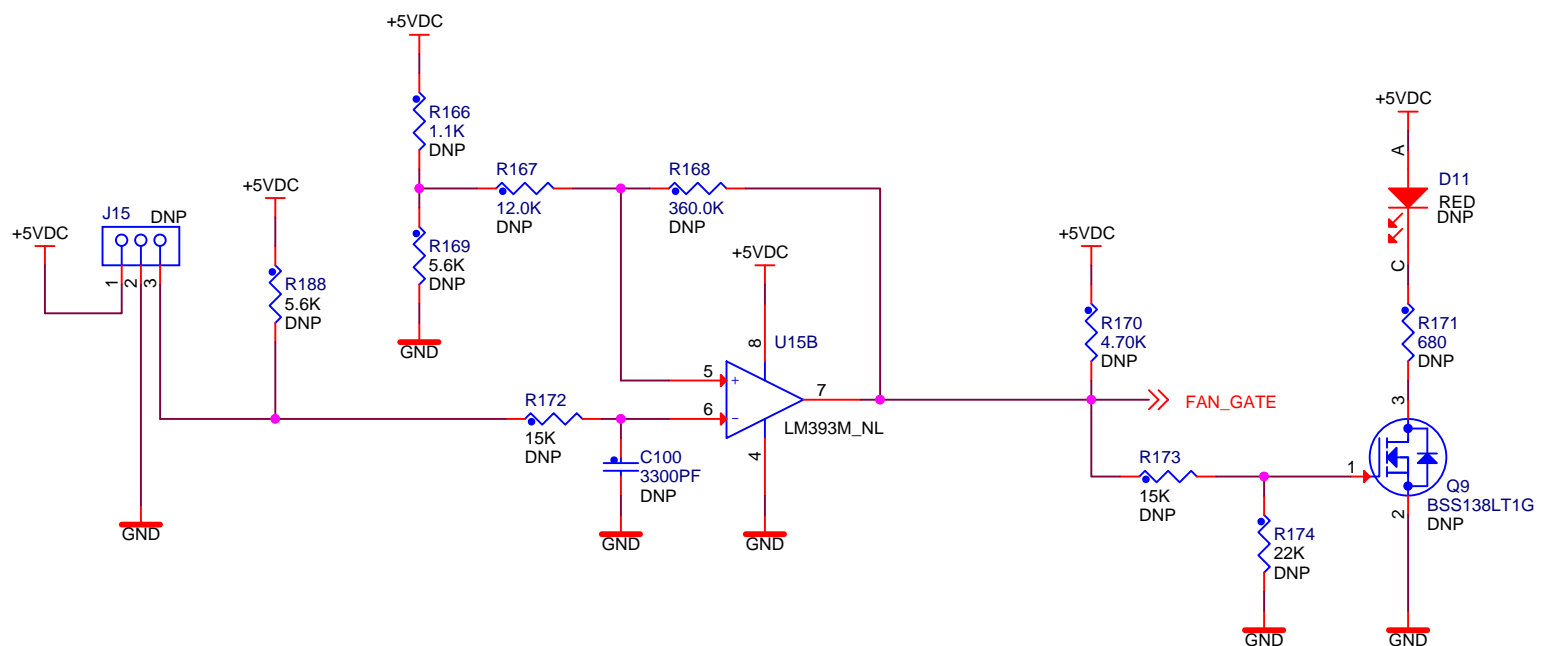 +5VDC
R166
1.1K
DNP
R167
12.0K
DNP
R168
360.0K
DNP
+5VDC
A
D11
RED
DNP
C
+5VDC
J15
DNP
1
2
3
+5VDC
R188
5.6K
DNP
R169
5.6K
DNP
GND
+5VDC
8
U15B
5
+
6
-
7
4
LM393M_NL
+5VDC
R170
4.70K
DNP
R171
680
DNP
FAN_GATE
R172
15K
DNP
C100
3300PF
DNP
3
1
Q9
BSS138LT1G
DNP
2
R173
15K
DNP
R174
22K
DNP
GND
GND
GND
GND
GND